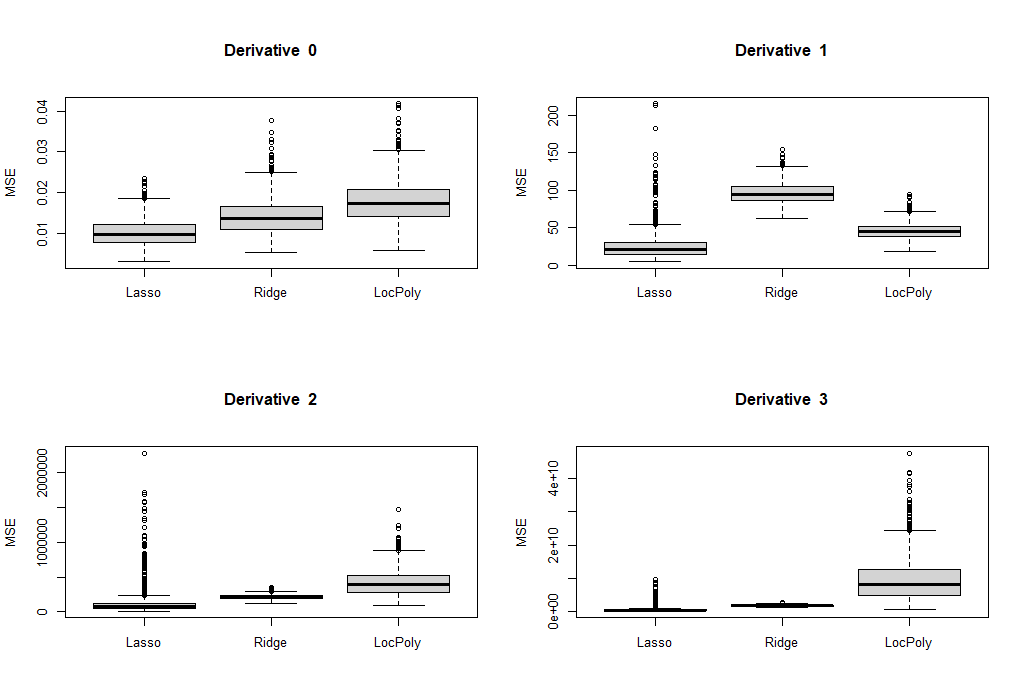 Derivative 0
MSE
0.01
0.02
0.03
0.04
Lasso
Ridge
LocPoly
Derivative 1
MSE
0
50
100
150
200
Lasso
Ridge
LocPoly
Derivative 2
MSE
0
1000000
2000000
Lasso
Ridge
LocPoly
Derivative 3
MSE
0e+00
2e+10
4e+10
Lasso
Ridge
LocPoly